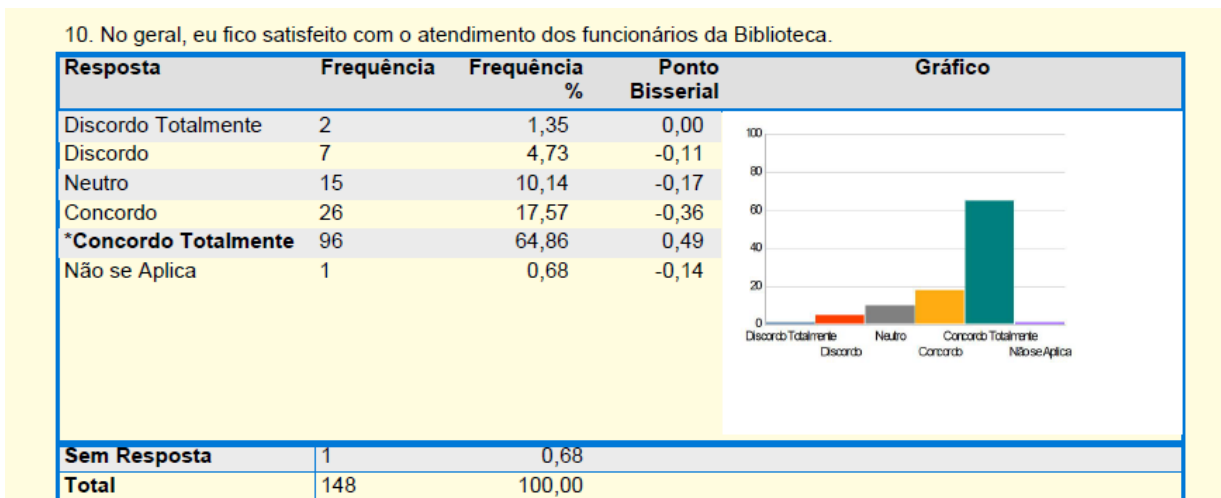 10. No geral, eu fico satisfeito com o atendimento dos funcionários da Biblioteca.
Resposta Frequência Frequência % Ponto Bisserial Gráfico
Discordo Totalmente 2 1,35 0,00
Discordo 7 4,73 -0,11
Neutro 15 10,14 -0,17
Concordo 26 17,57 -0,36
*Concordo Totalmente 96 64,86 0,49
Não se Aplica 1 0,68 -0,14
100
80
60
40
20
0
Discordo Totalmente Neutro Concordo Totalmente
Discordo Concordo Não se Aplica
Sem Resposta 1 0,68
Total 148 100,00